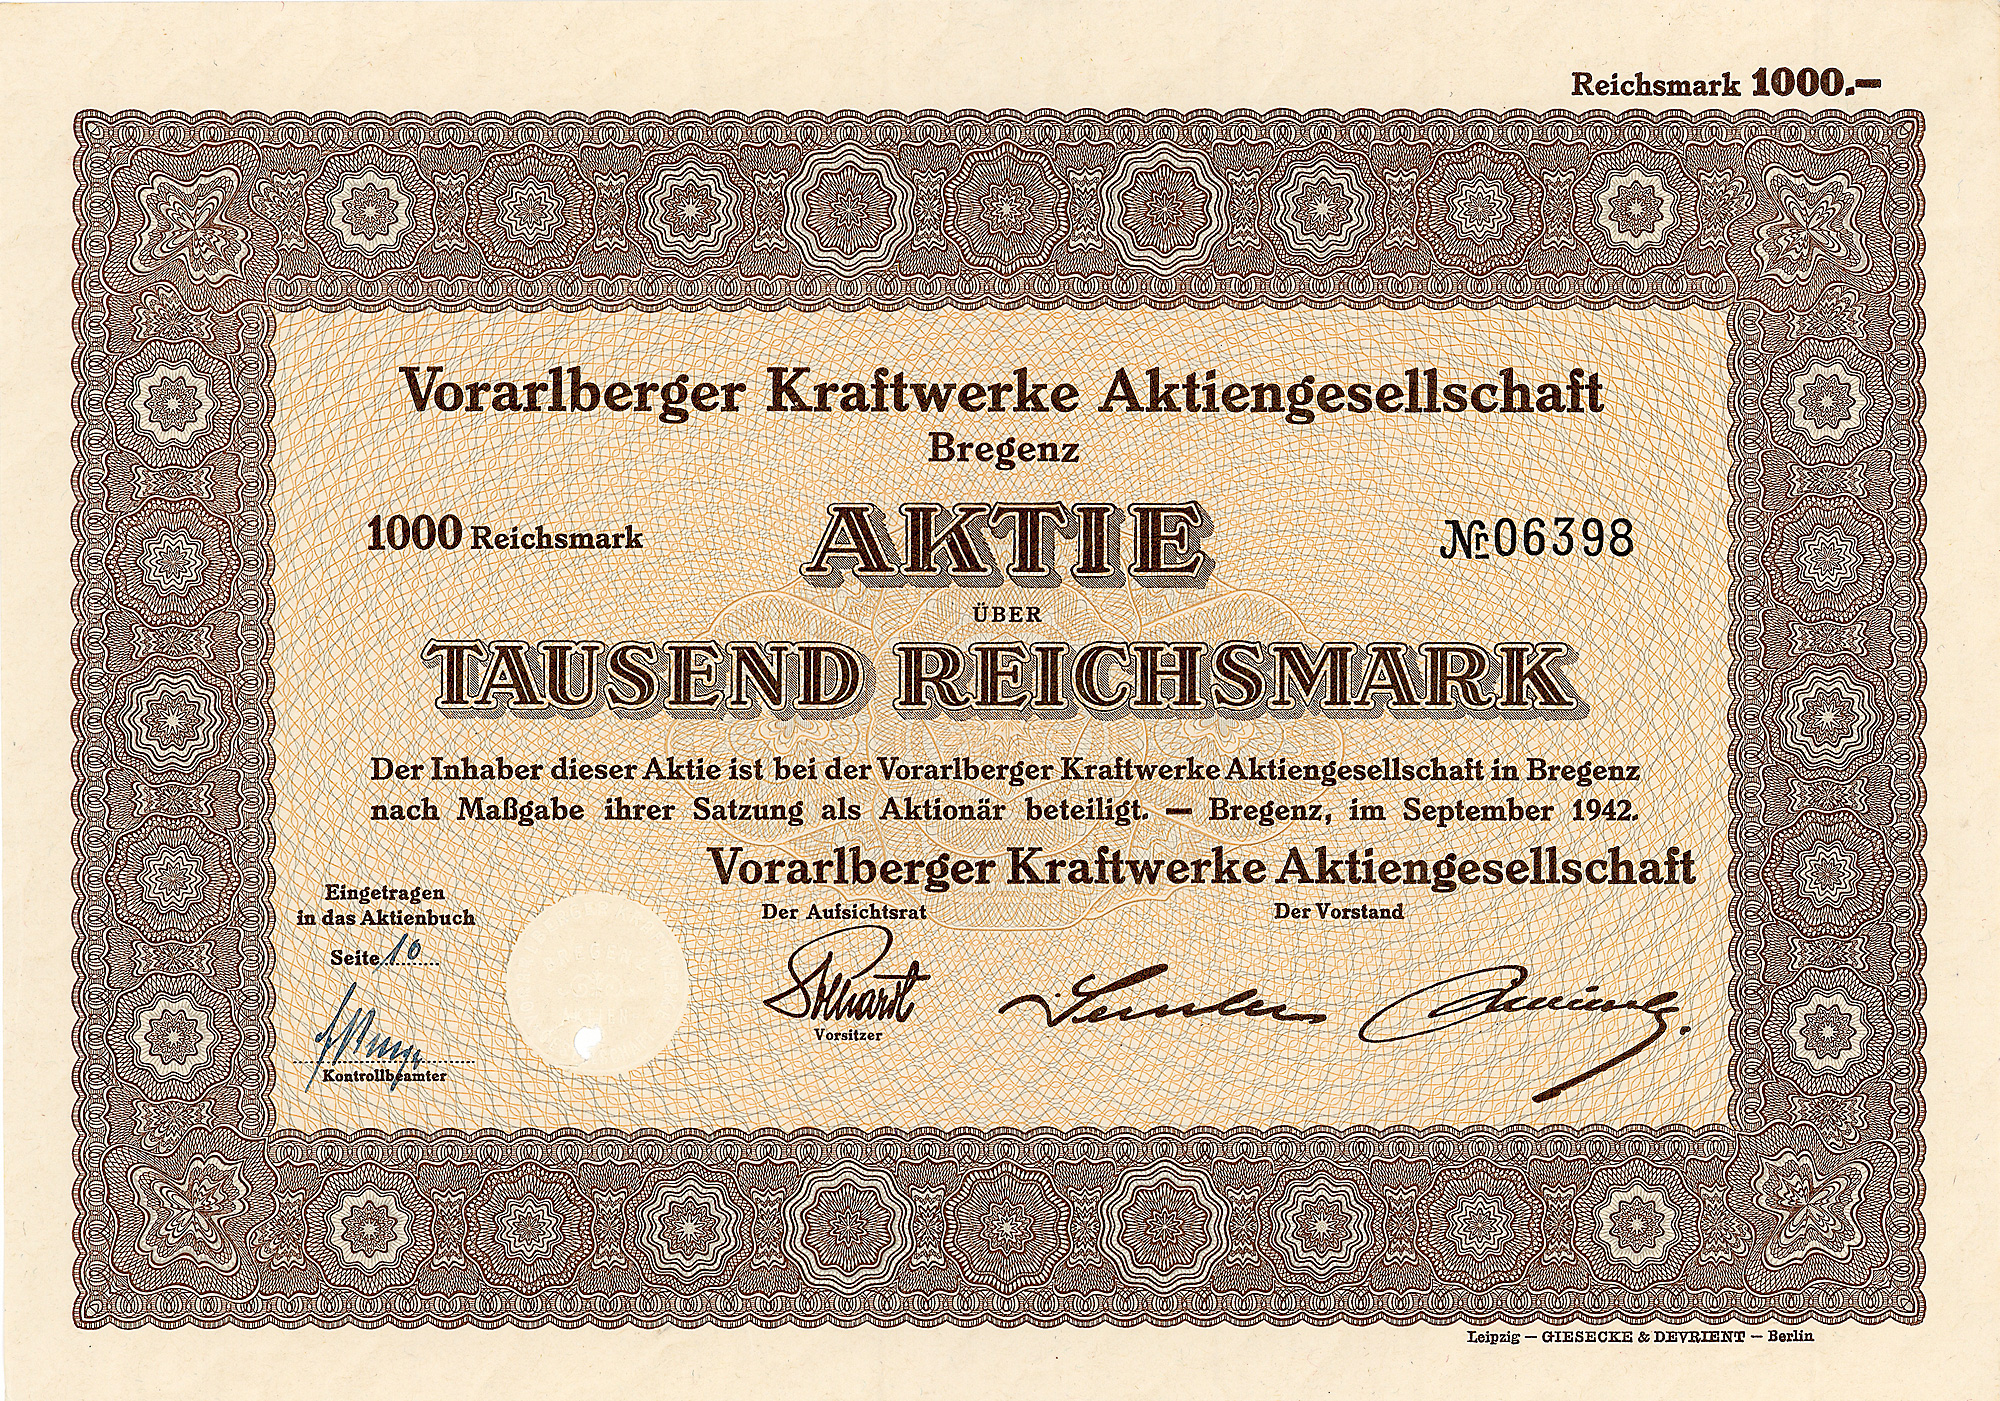 Reichsmark 1000.—
Vorarlberger Kraftwerke Aktiengesellschaft
Bregenz
1000 Reichsmark
AKTIE
№ 06398
ÜBER
TAUSEND REICHSMARK
Der Inhaber dieser Aktie ist bei der Vorarlberger Kraftwerke Aktiengesellschaft in Bregenz
nach Maßgabe ihrer Satzung als Aktionär beteiligt. — Bregenz, im September 1942.
Vorarlberger Kraftwerke Aktiengesellschaft
Eingetragen
in das Aktienbuch
Seite 10
Kontrollbeamter
Der Aufsichtsrat
Vorsitzer
Der Vorstand
Leipzig — GIESECKE & DEVRIENT — Berlin